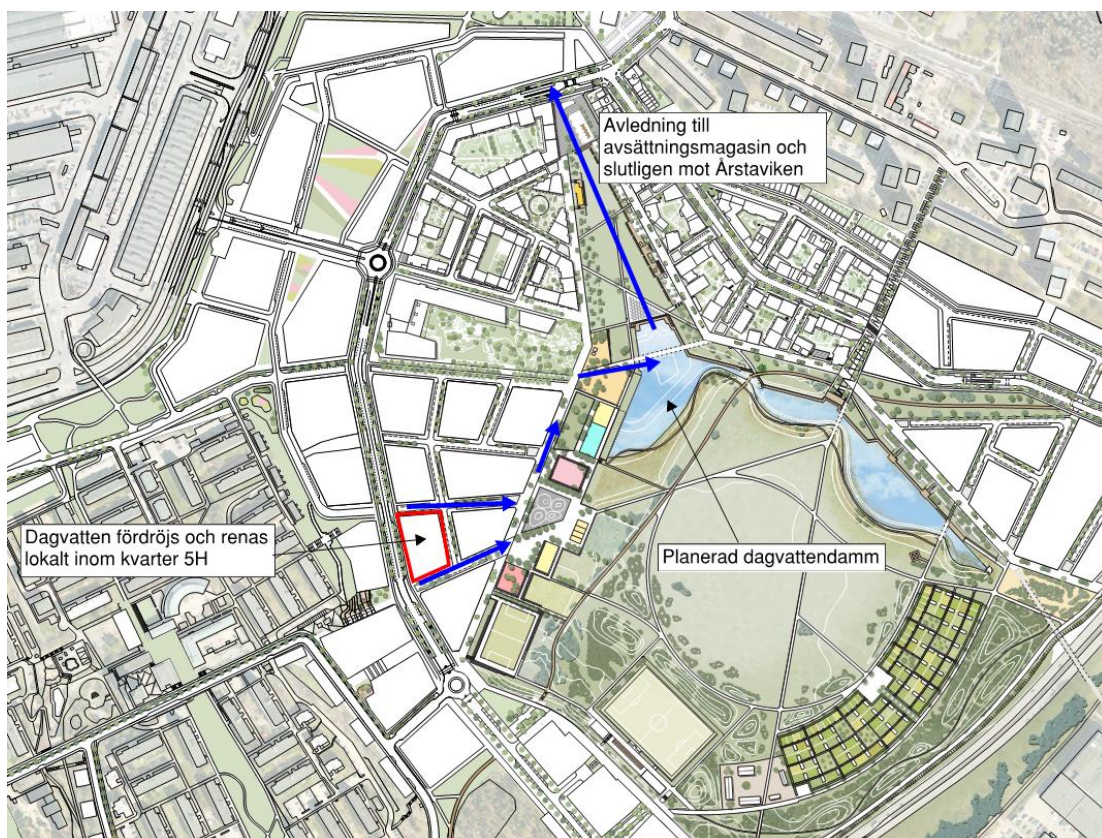 Avledning till
avsättningsmagasin och
slutligen mot Årstaviken
Dagvatten fördröjs och renas
lokalt inom kvarter 5H
Planerad dagvattendamm